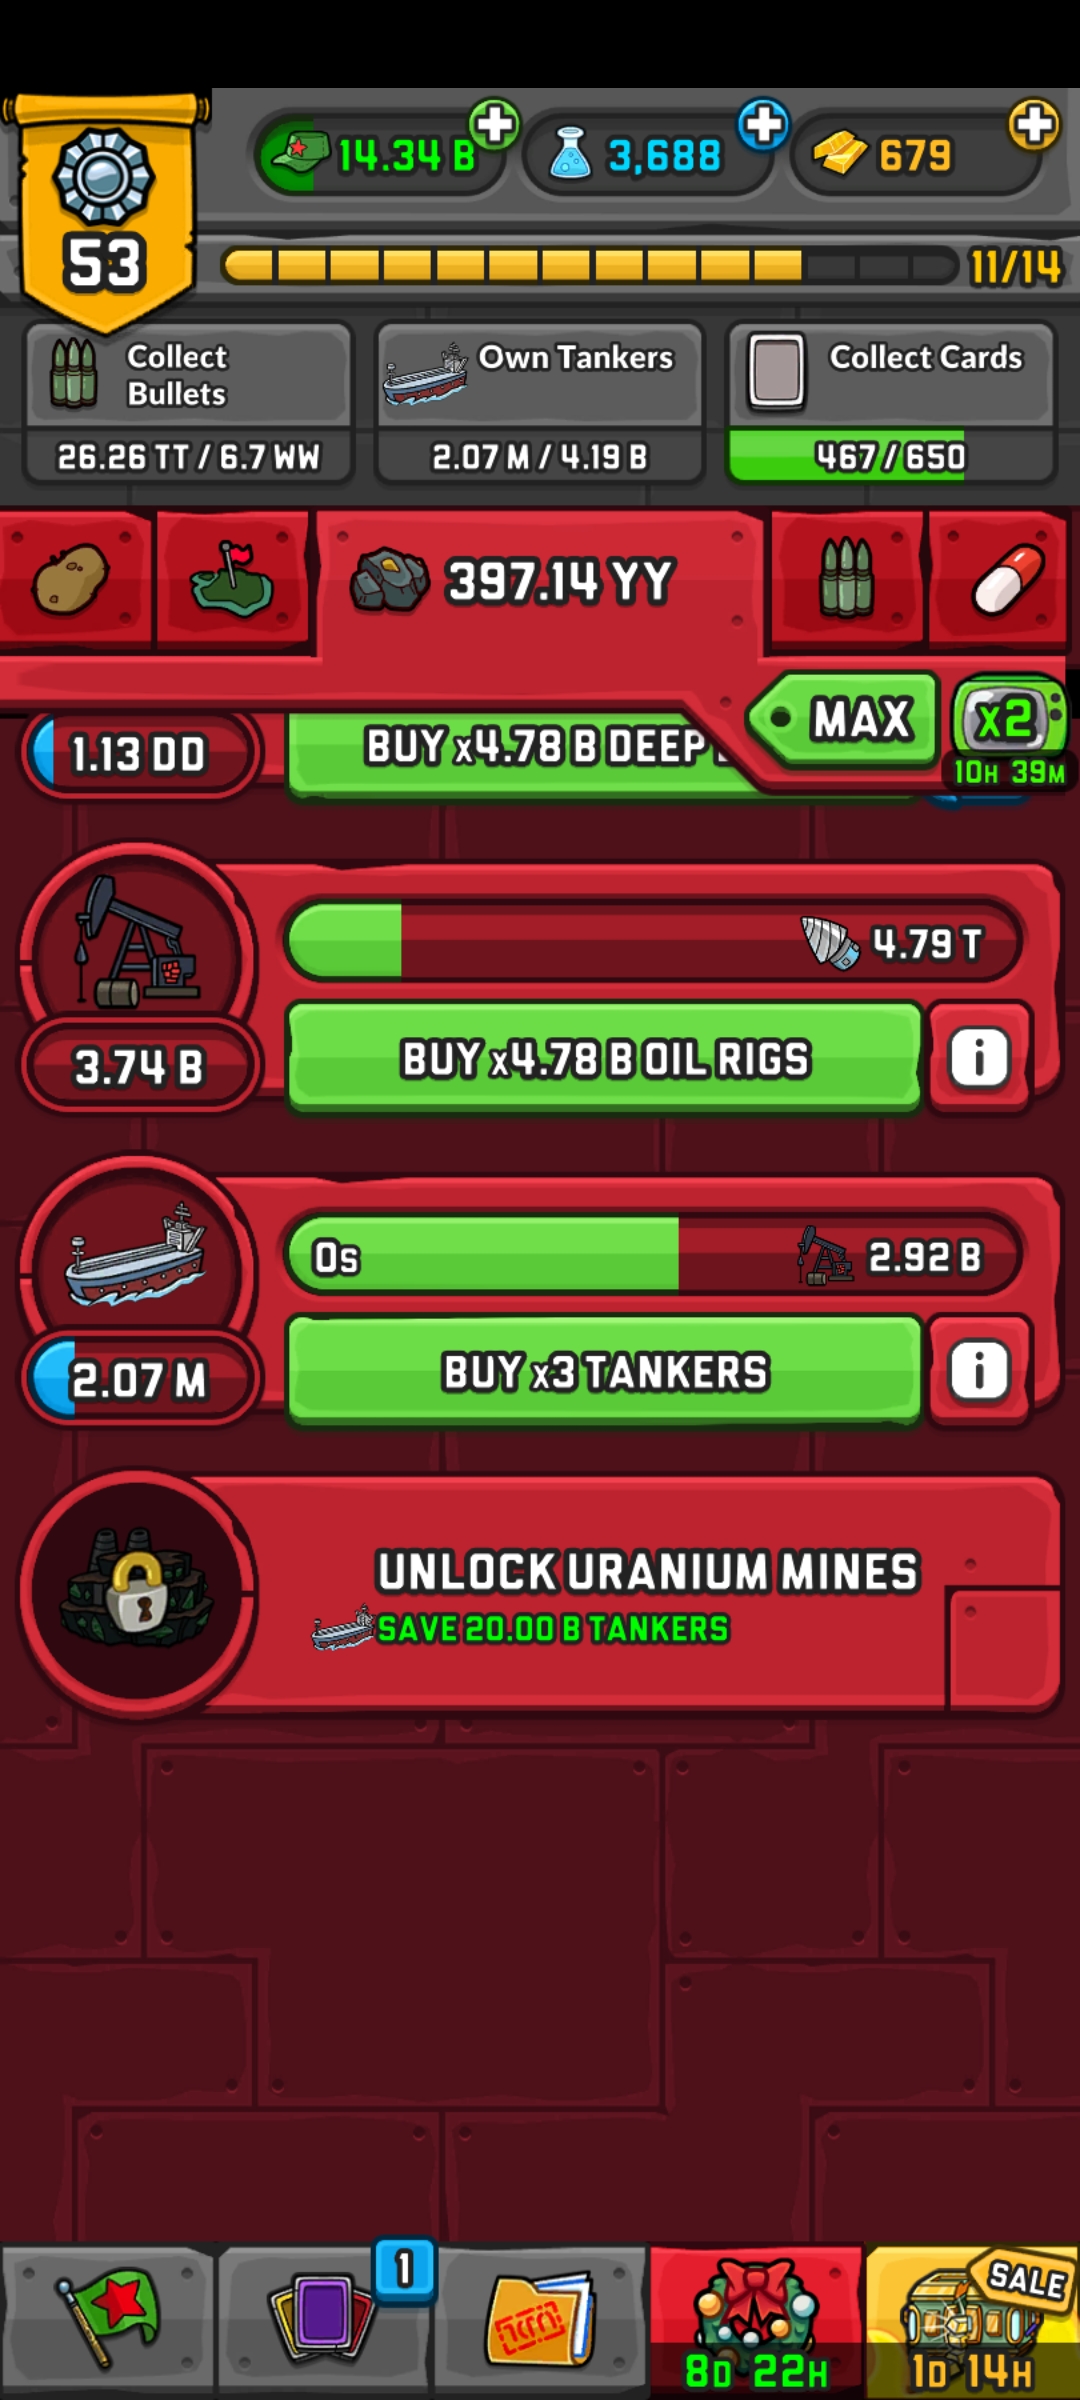 14.34 B
3,688
679
53
11/14
Collect
Bullets
26.26 TT / 6.7 WW
Own Tankers
2.07 M / 4.19 B
Collect Cards
467 / 650
397.14 YY
MAX
x2
10H 39M
1.13 DD
BUY x4.78 B DEEP
4.79 T
3.74 B
BUY x4.78 B OIL RIGS
i
0s
2.92 B
2.07 M
BUY x3 TANKERS
i
UNLOCK URANIUM MINES
SAVE 20.00 B TANKERS
1
SALE
8D 22H
1D 14H